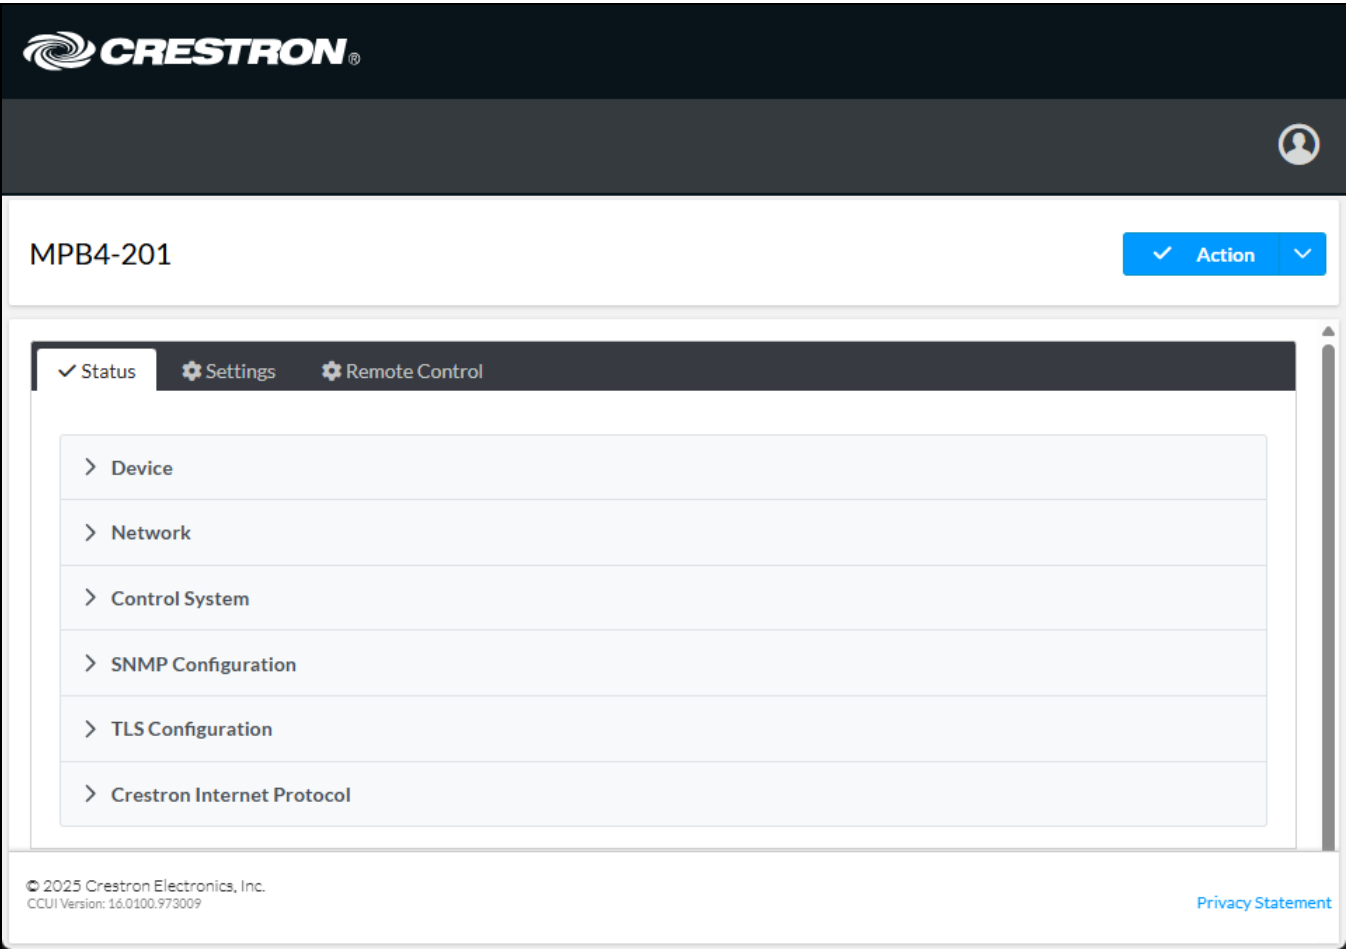 CRESTRON®
MPB4-201
Action
Status
Settings
Remote Control
Device
Network
Control System
SNMP Configuration
TLS Configuration
Crestron Internet Protocol
© 2025 Crestron Electronics, Inc.
CCUI Version: 16.0100.973009
Privacy Statement